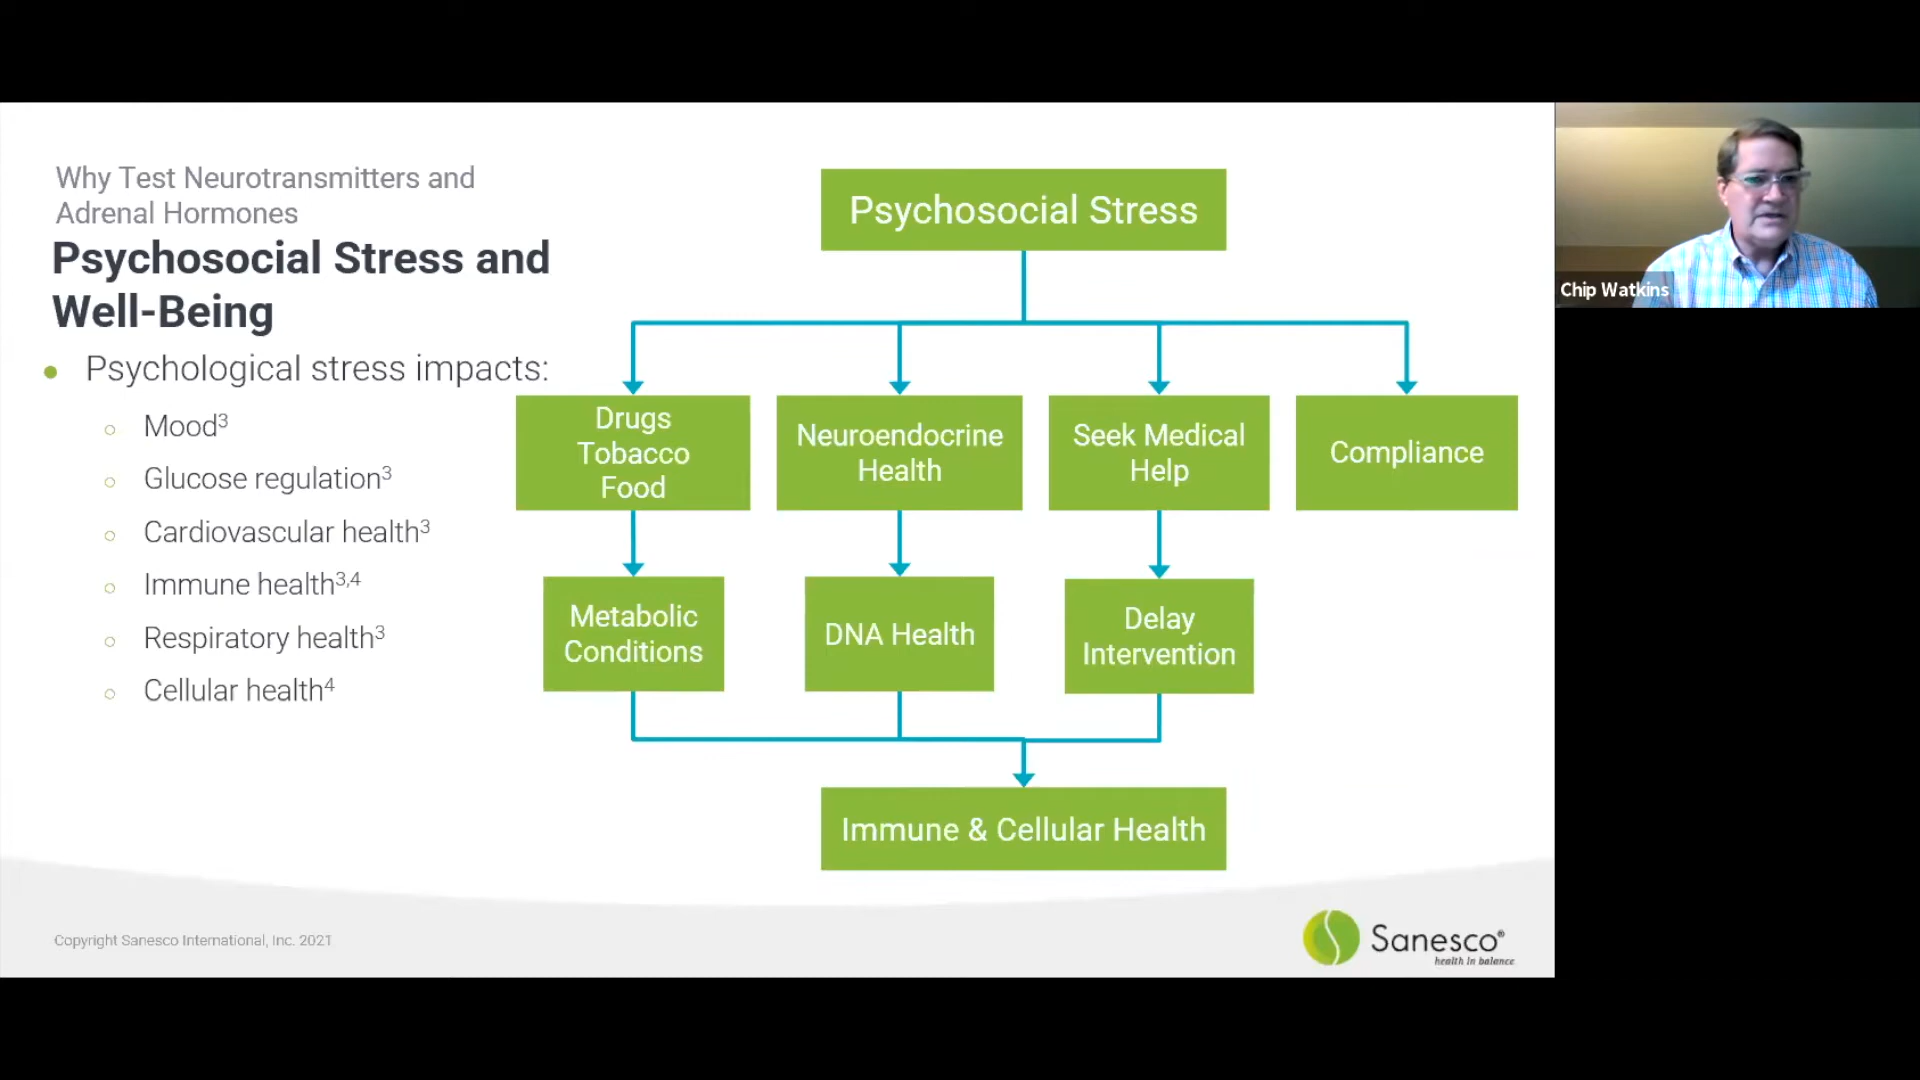 Why Test Neurotransmitters and
Adrenal Hormones
Psychosocial Stress and
Well-Being
• Psychological stress impacts:
○ Mood³
○ Glucose regulation³
○ Cardiovascular health³
○ Immune health³,⁴
○ Respiratory health³
○ Cellular health⁴
Psychosocial Stress
Drugs
Tobacco
Food
Neuroendocrine
Health
Seek Medical
Help
Compliance
Metabolic
Conditions
DNA Health
Delay
Intervention
Immune & Cellular Health
Copyright Sanesco International, Inc. 2021
Sanesco®
health in balance
Chip Watkins